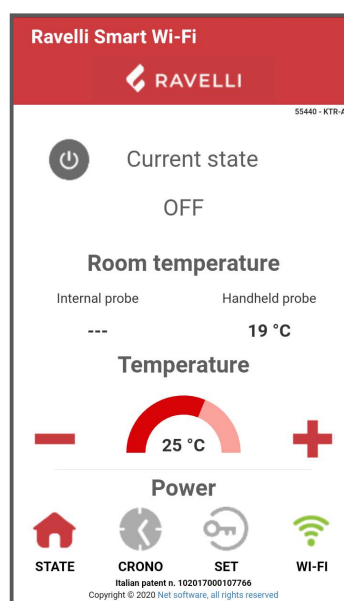 Ravelli Smart Wi-Fi
RAVELLI
55440 - KTR-A
Current state
OFF
Room temperature
Internal probe Handheld probe
--- 19 °C
Temperature
25 °C
Power
STATE CRONO SET WI-FI
Italian patent n. 102017000107766
Copyright © 2020 Net software, all rights reserved